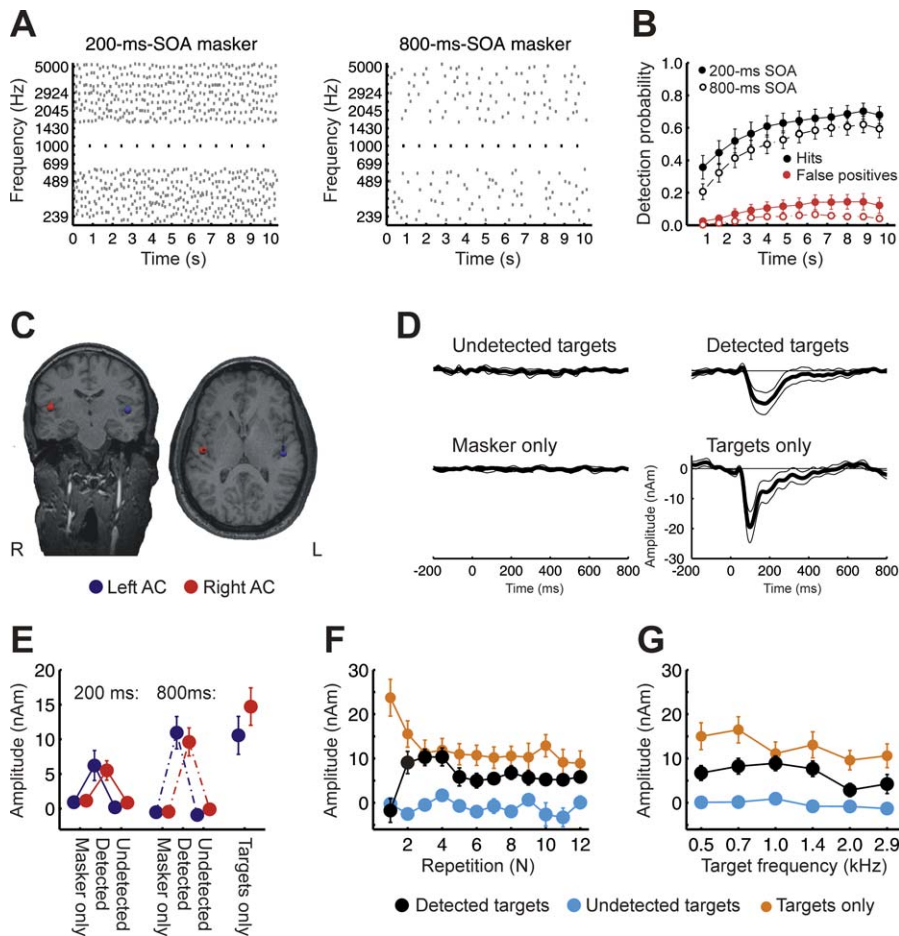 A
200-ms-SOA masker
800-ms-SOA masker
Frequency (Hz)
5000
2924
2045
1430
1000
699
489
239
0 1 2 3 4 5 6 7 8 9 10
Time (s)
Frequency (Hz)
5000
2924
2045
1430
1000
699
489
239
0 1 2 3 4 5 6 7 8 9 10
Time (s)
B
Detection probability
0.8
0.6
0.4
0.2
0.0
200-ms SOA
800-ms SOA
Hits
False positives
1 2 3 4 5 6 7 8 9 10
Time (s)
C
R
L
Left AC
Right AC
D
Undetected targets
Detected targets
Masker only
Targets only
Amplitude (nAm)
0
-10
-20
-30
-200 0 200 400 600 800
Time (ms)
-200 0 200 400 600 800
Time (ms)
E
Amplitude (nAm)
20
15
10
5
0
200 ms:
800ms:
Masker only
Detected
Undetected
Masker only
Detected
Undetected
Targets only
F
Amplitude (nAm)
30
20
10
0
2 4 6 8 10 12
Repetition (N)
G
Amplitude (nAm)
30
20
10
0
0.5 0.7 1.0 1.4 2.0 2.9
Target frequency (kHz)
Detected targets
Undetected targets
Targets only